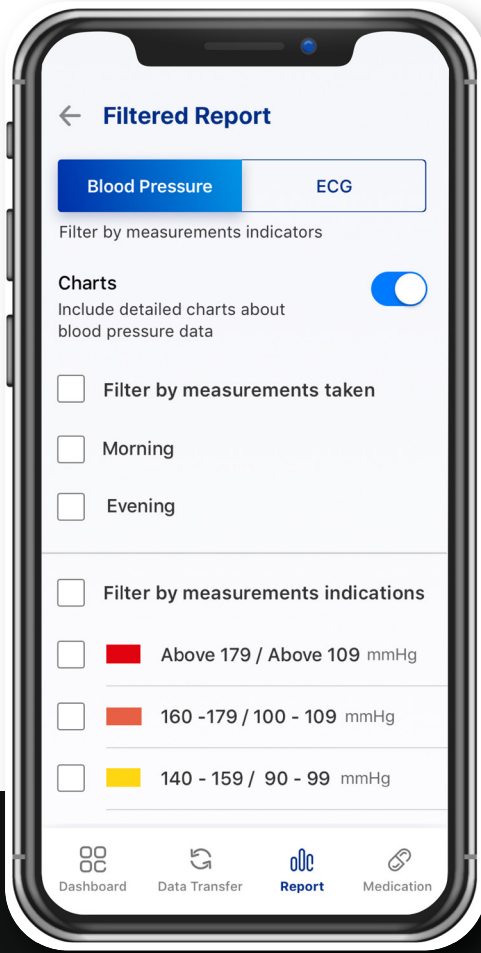 Filtered Report
Blood Pressure
ECG
Filter by measurements indicators
Charts
Include detailed charts about
blood pressure data
Filter by measurements taken
Morning
Evening
Filter by measurements indications
Above 179 / Above 109 mmHg
160 -179 / 100 - 109 mmHg
140 - 159 / 90 - 99 mmHg
Dashboard
Data Transfer
Report
Medication